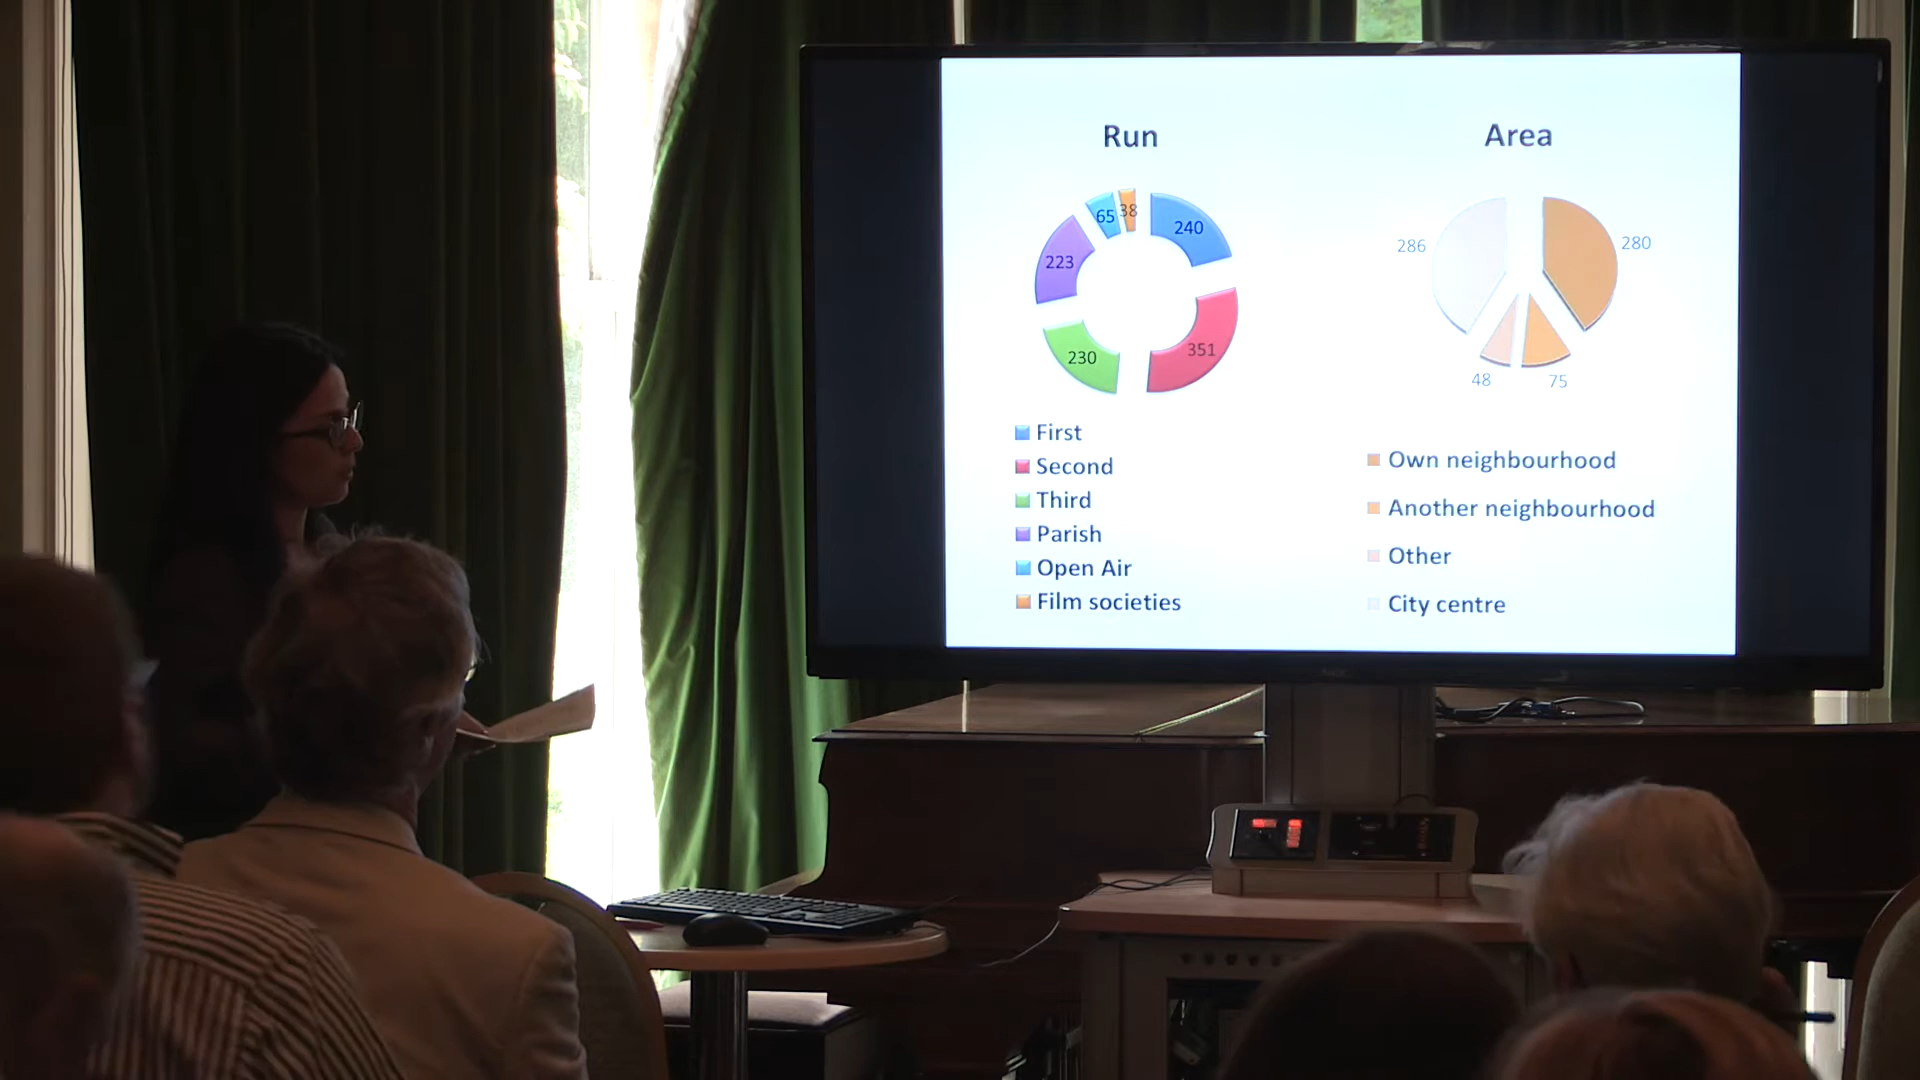 Run
65
38
240
223
351
230
First
Second
Third
Parish
Open Air
Film societies
Area
286
280
48
75
Own neighbourhood
Another neighbourhood
Other
City centre